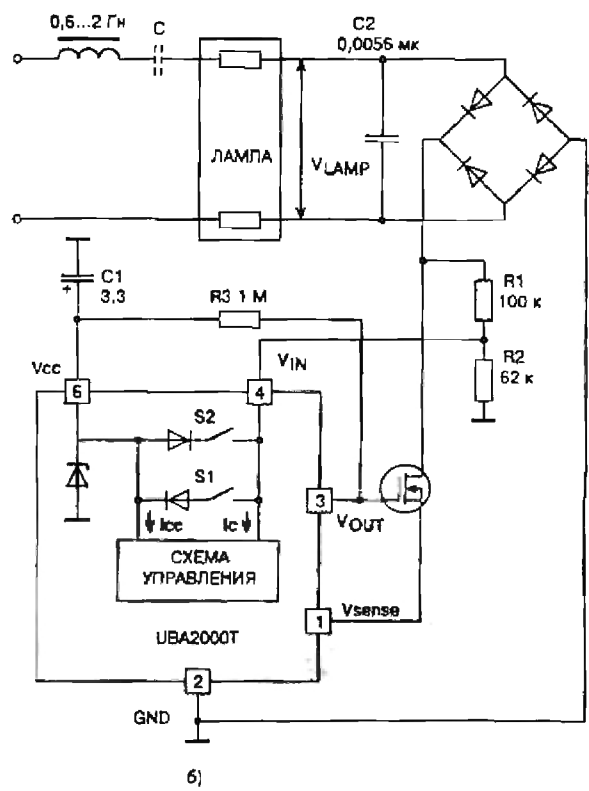 0,6...2 Гн
C
C2
0,0056 мк
ЛАМПА
VLAMP
C1
3,3
+
R3 1 М
R1
100 к
R2
62 к
Vcc
VIN
6
4
S2
S1
Icc
Ic
3
VOUT
СХЕМА
УПРАВЛЕНИЯ
1
Vsense
UBA2000T
2
GND
б)